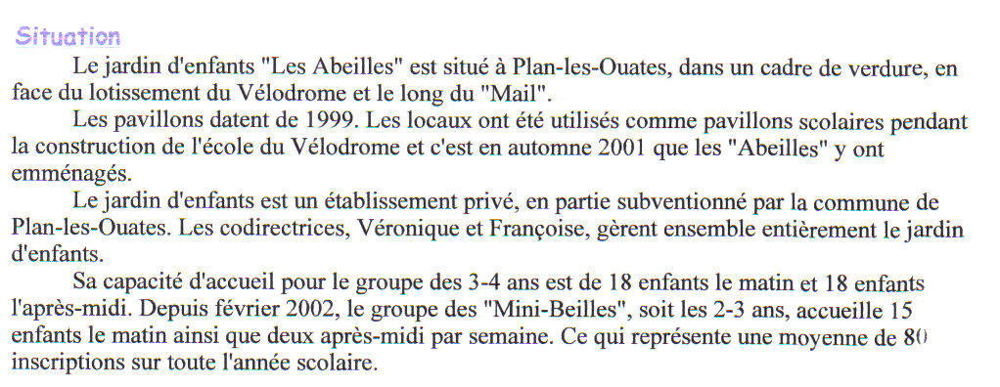 Situation
Le jardin d'enfants "Les Abeilles" est situé à Plan-les-Ouates, dans un cadre de verdure, en
face du lotissement du Vélodrome et le long du "Mail".
Les pavillons datent de 1999. Les locaux ont été utilisés comme pavillons scolaires pendant
la construction de l'école du Vélodrome et c'est en automne 2001 que les "Abeilles" y ont
emménagés.
Le jardin d'enfants est un établissement privé, en partie subventionné par la commune de
Plan-les-Ouates. Les codirectrices, Véronique et Françoise, gèrent ensemble entièrement le jardin
d'enfants.
Sa capacité d'accueil pour le groupe des 3-4 ans est de 18 enfants le matin et 18 enfants
l'après-midi. Depuis février 2002, le groupe des "Mini-Beilles", soit les 2-3 ans, accueille 15
enfants le matin ainsi que deux après-midi par semaine. Ce qui représente une moyenne de 80
inscriptions sur toute l'année scolaire.